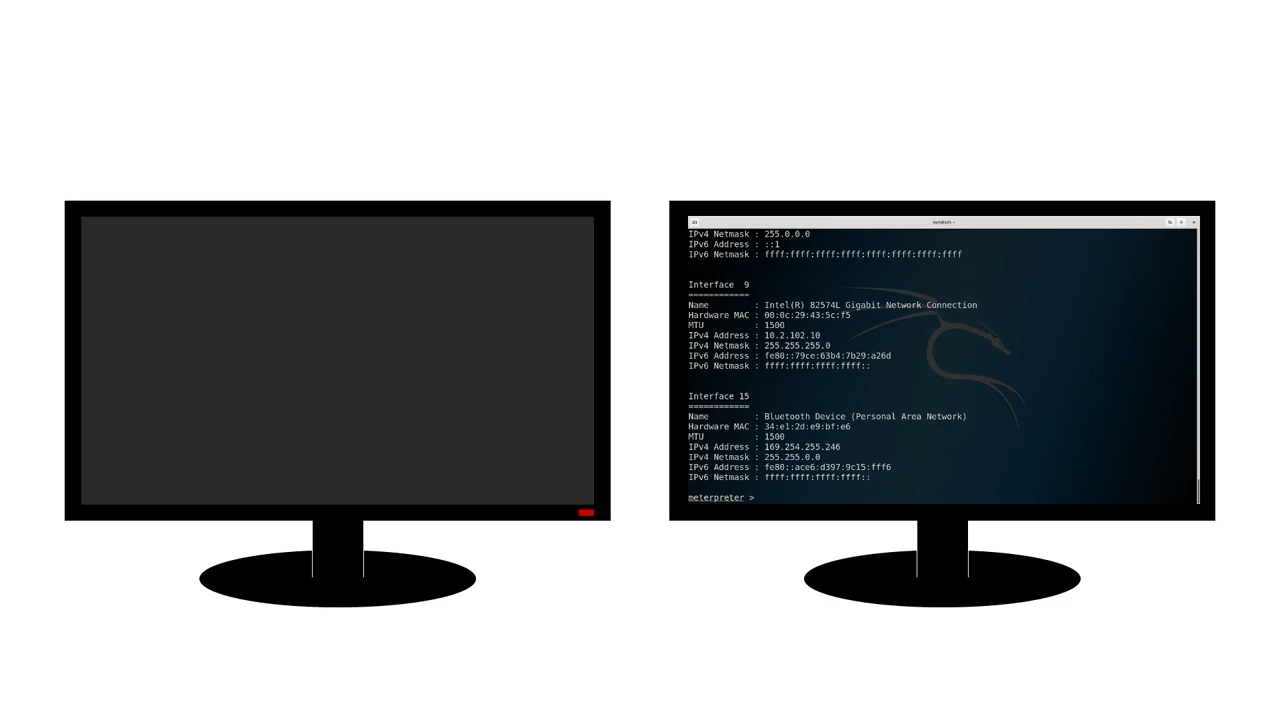 IPv4 Netmask : 255.0.0.0
IPv6 Address : ::1
IPv6 Netmask : ffff:ffff:ffff:ffff:ffff:ffff:ffff:ffff
Interface  9
============
Name         : Intel(R) 82574L Gigabit Network Connection
Hardware MAC : 00:0c:29:43:5c:f5
MTU          : 1500
IPv4 Address : 10.2.102.10
IPv4 Netmask : 255.255.255.0
IPv6 Address : fe80::79ce:63b4:7b29:a26d
IPv6 Netmask : ffff:ffff:ffff:ffff::
Interface 15
============
Name         : Bluetooth Device (Personal Area Network)
Hardware MAC : 34:e1:2d:e9:bf:e6
MTU          : 1500
IPv4 Address : 169.254.255.246
IPv4 Netmask : 255.255.0.0
IPv6 Address : fe80::ace6:d397:9c15:fff6
IPv6 Netmask : ffff:ffff:ffff:ffff::
meterpreter >